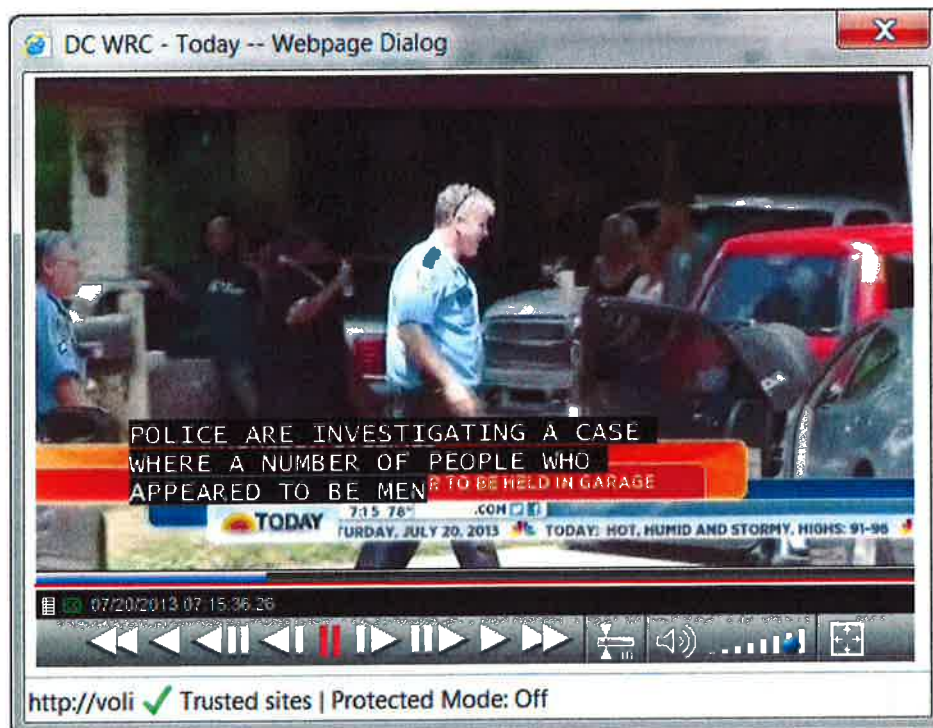 DC WRC - Today -- Webpage Dialog
X
POLICE ARE INVESTIGATING A CASE
WHERE A NUMBER OF PEOPLE WHO
APPEARED TO BE MEN
R TO BE HELD IN GARAGE
TODAY
7:15 78°
.COM
TURDAY, JULY 20, 2013
TODAY: HOT, HUMID AND STORMY, HIGHS: 91-96
07/20/2013 07:15:36.26
http://voli Trusted sites | Protected Mode: Off